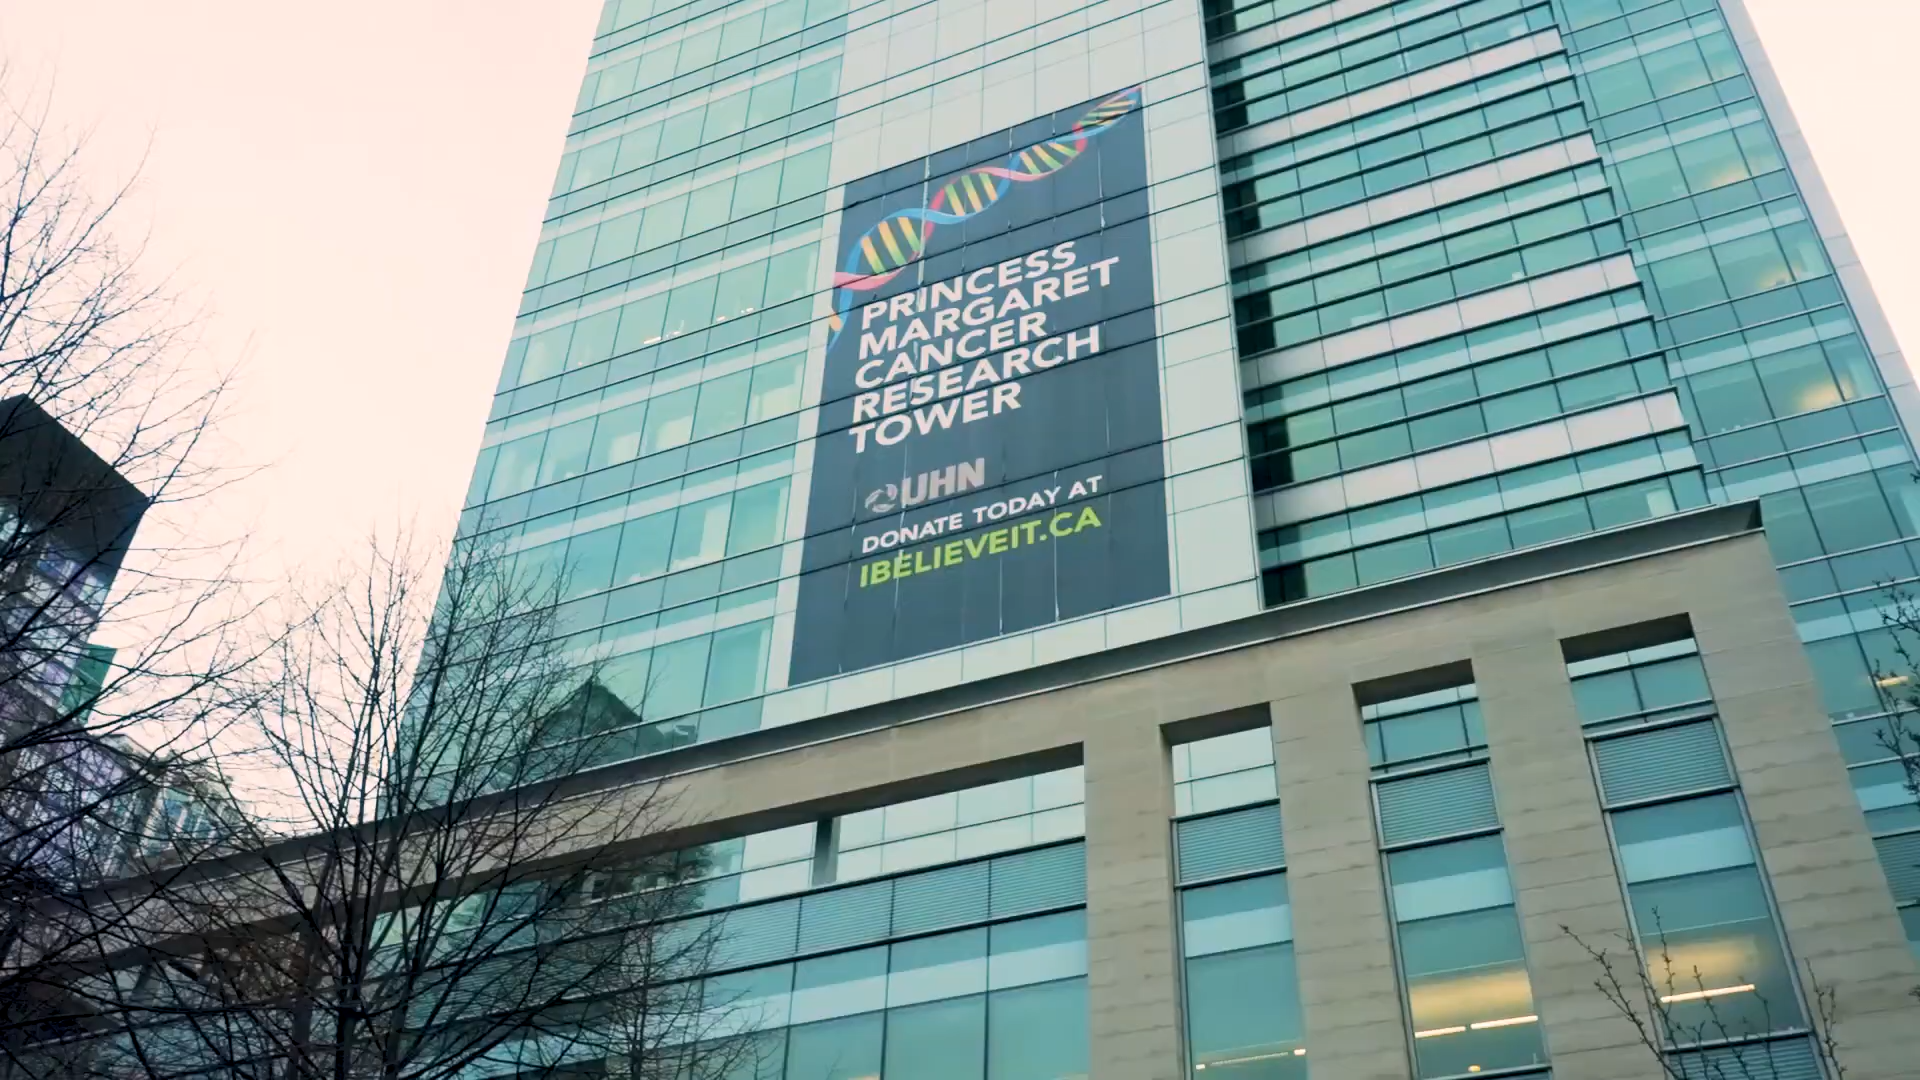 PRINCESS
MARGARET
CANCER
RESEARCH
TOWER
UHN
DONATE TODAY AT
IBELIEVEIT.CA